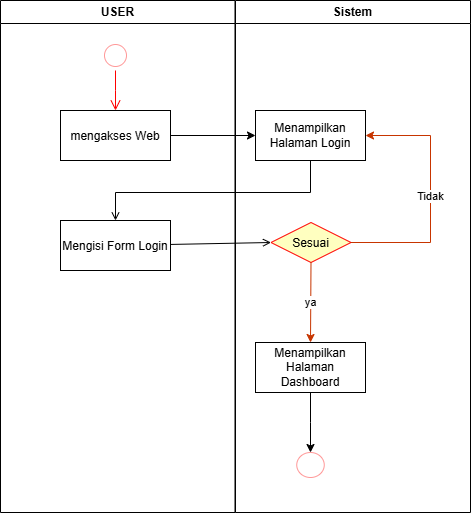 USER
Sistem
mengakses Web
Menampilkan
Halaman Login
Tidak
Mengisi Form Login
Sesuai
ya
Menampilkan
Halaman
Dashboard